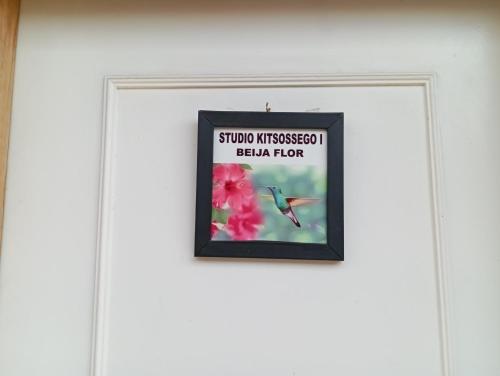 STUDIO KITSOSSEGO I
BEIJA FLOR